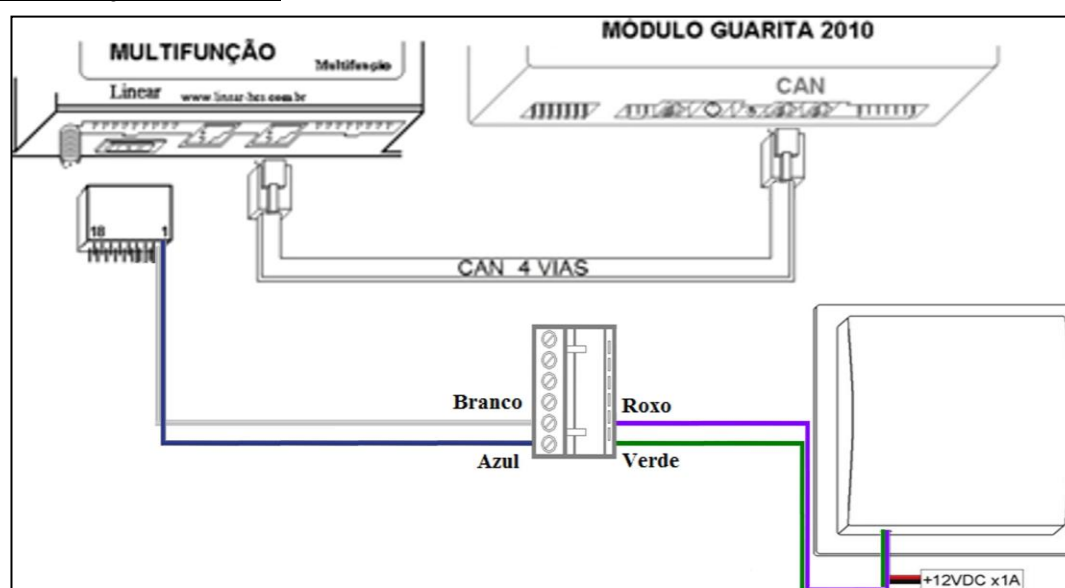 MÓDULO GUARITA 2010
MULTIFUNÇÃO
Multifunção
Linear www.linear-hcs.com.br
CAN
18 1
CAN 4 VIAS
Branco
Roxo
Azul
Verde
+12VDC x1A